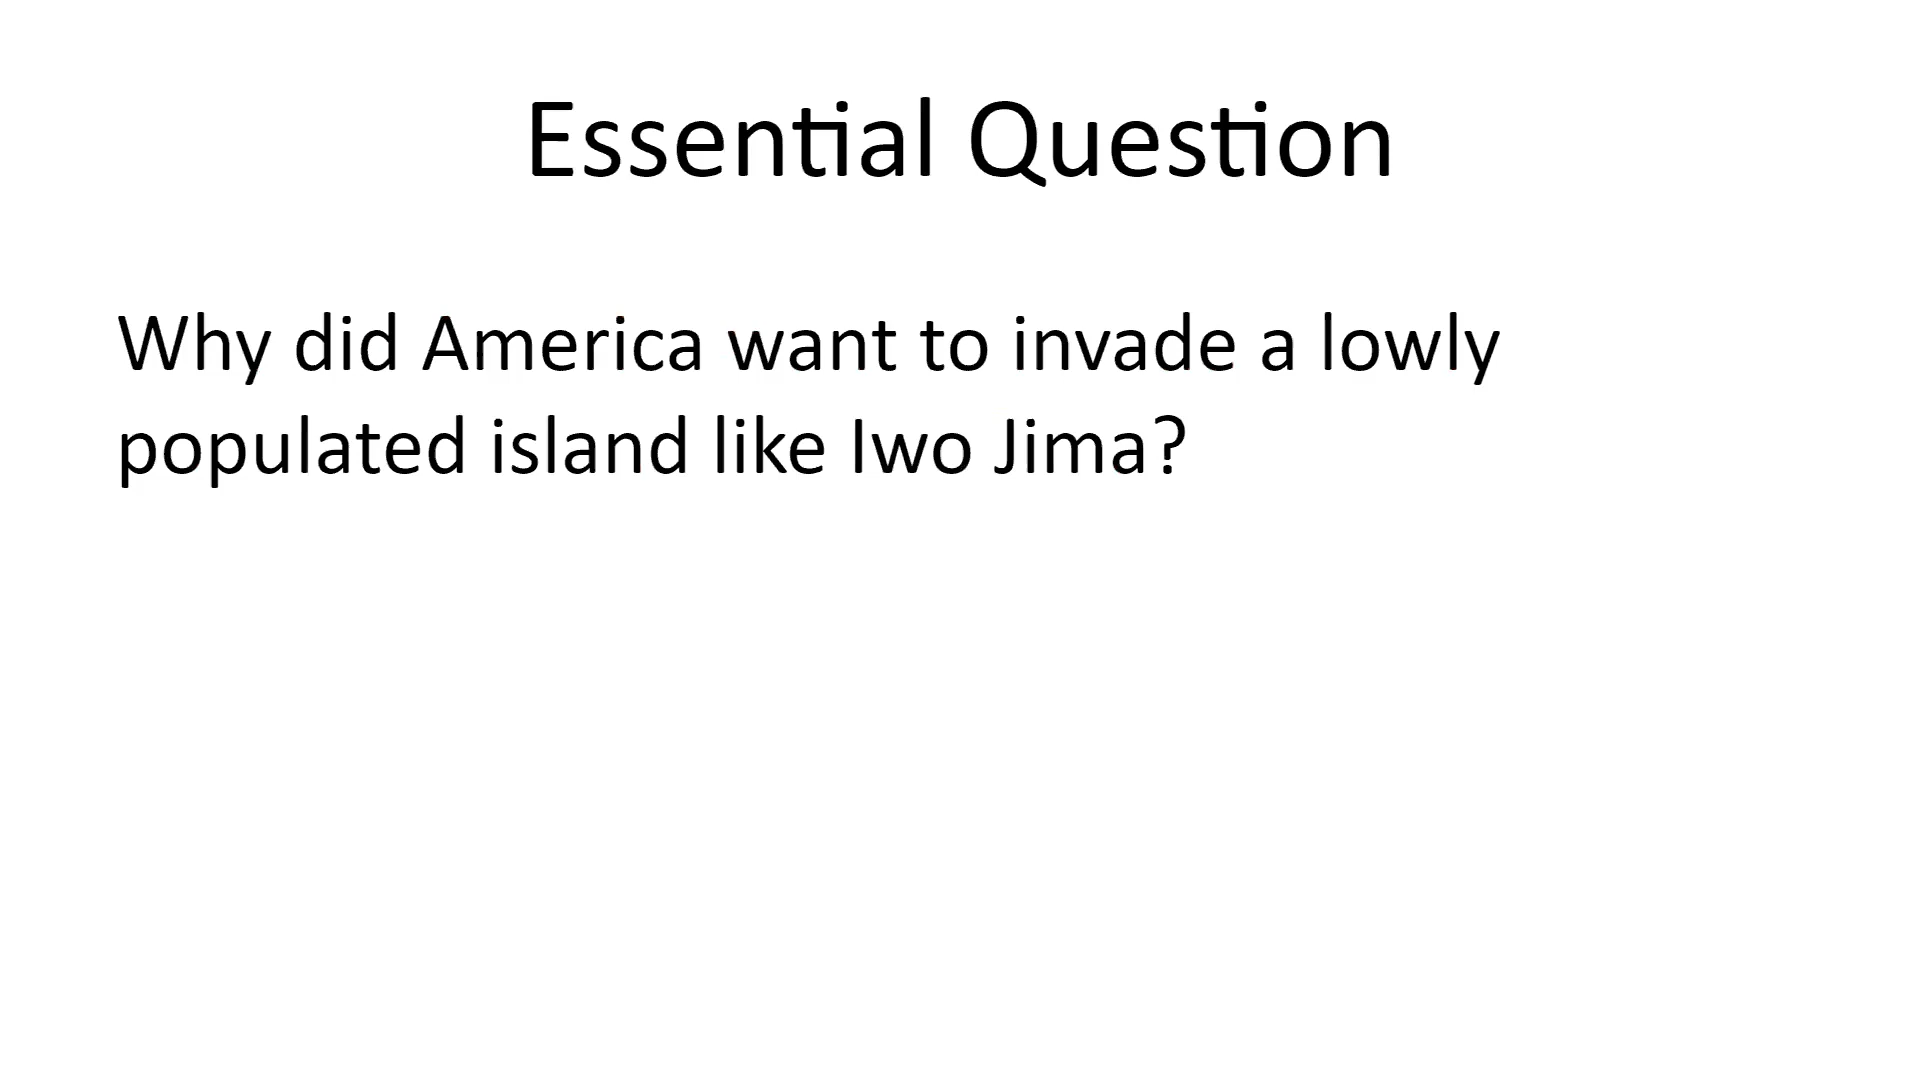 Essential Question
Why did America want to invade a lowly
populated island like Iwo Jima?